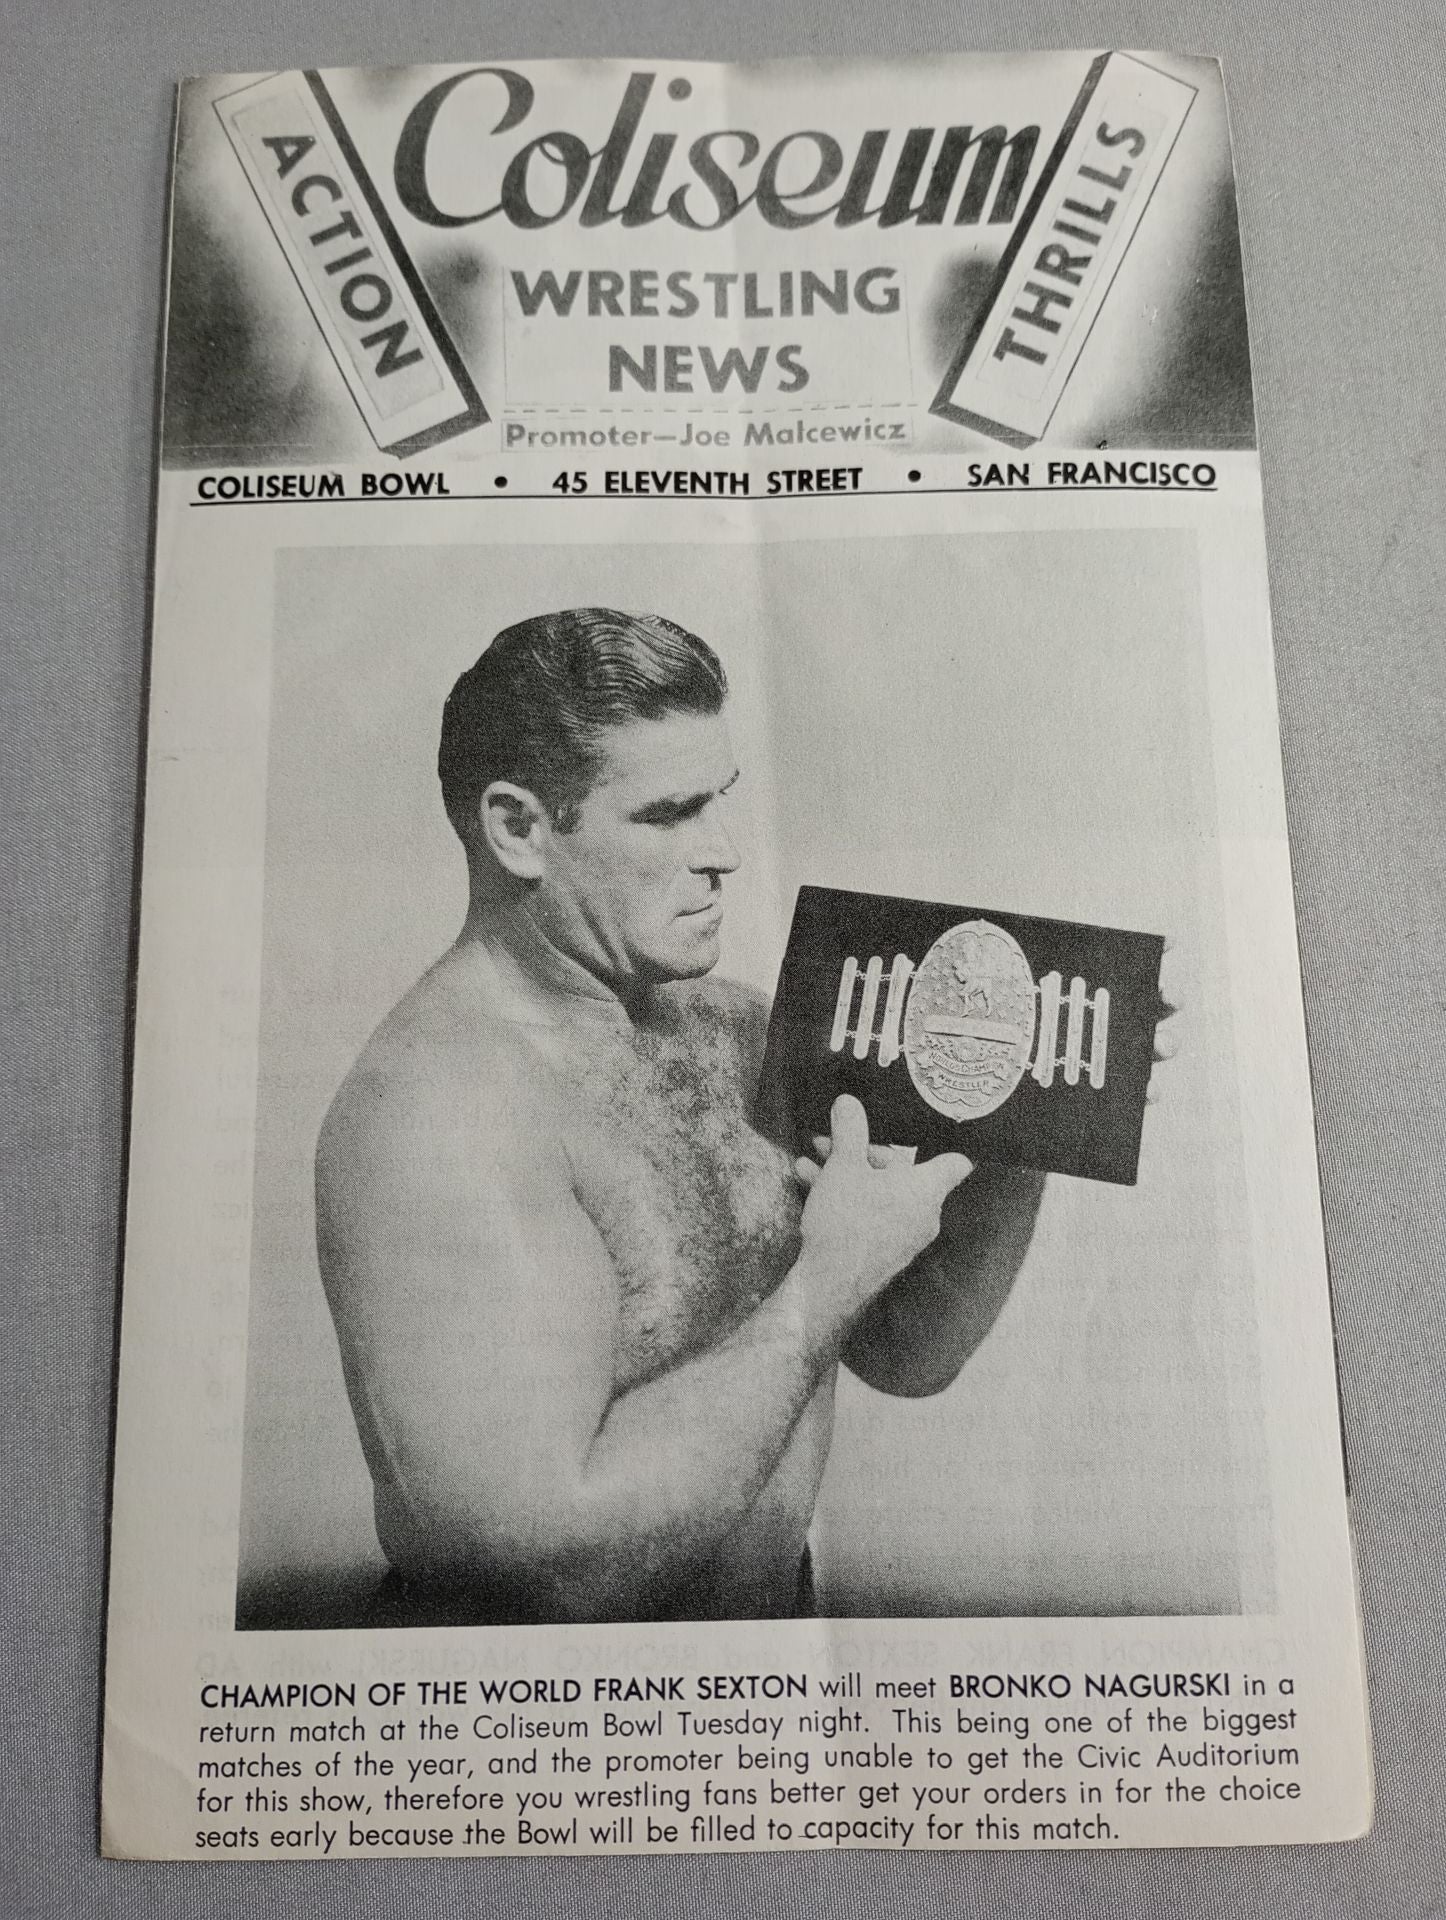 ACTION
Coliseum
THRILLS
WRESTLING
NEWS
Promoter—Joe Malcewicz
COLISEUM BOWL • 45 ELEVENTH STREET • SAN FRANCISCO
WORLDS CHAMPION
WRESTLER
CHAMPION OF THE WORLD FRANK SEXTON will meet BRONKO NAGURSKI in a
return match at the Coliseum Bowl Tuesday night. This being one of the biggest
matches of the year, and the promoter being unable to get the Civic Auditorium
for this show, therefore you wrestling fans better get your orders in for the choice
seats early because the Bowl will be filled to capacity for this match.